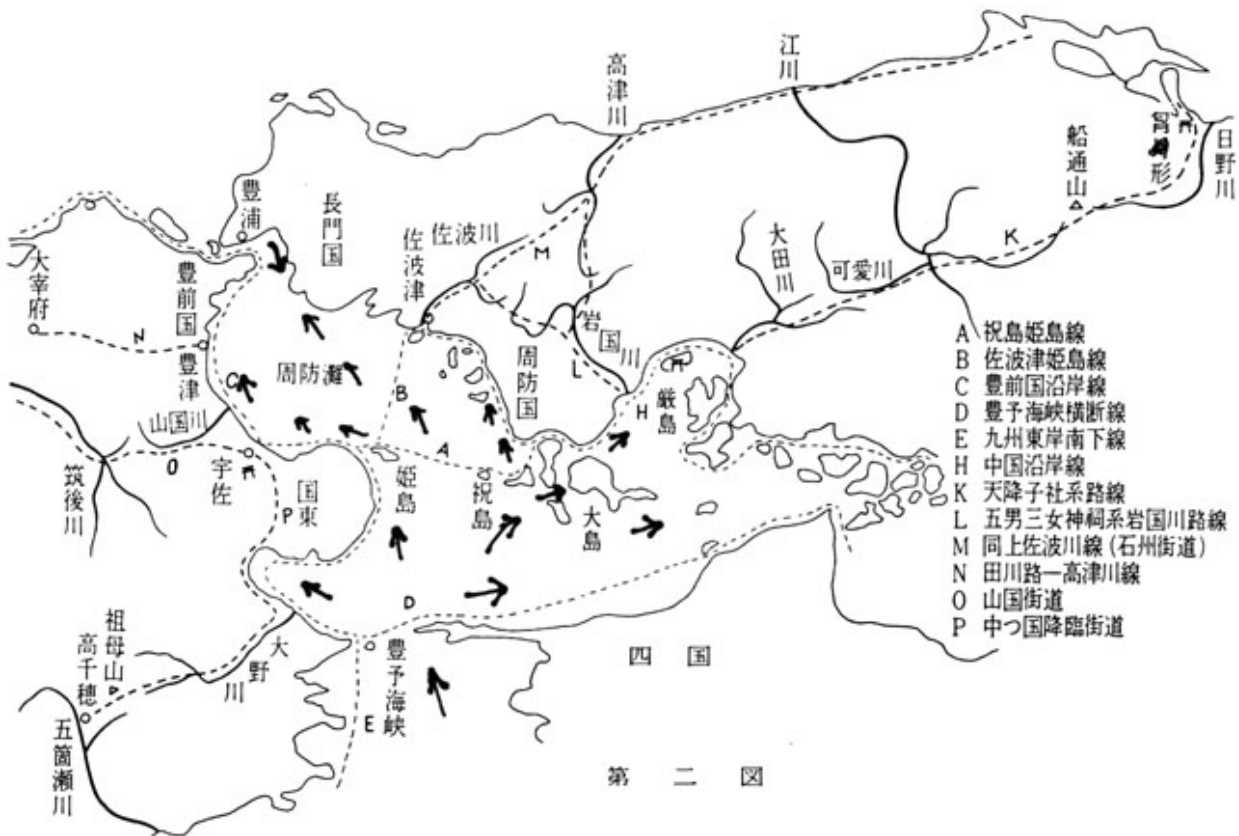 江川
高津川
船通山
日野川
豊浦
長門国
佐波津
佐波川
M
K
大田川
可愛川
大宰府
豊前国
豊津
N
岩国川
L
周防国
周防灘
C
B
H
厳島
山国川
O
宇佐
国東
P
姫島
A
祝島
大島
筑後川
D
祖母山
高千穂
大野川
豊予海峡
E
四国
五箇瀬川
A 祝島姫島線
B 佐波津姫島線
C 豊前国沿岸線
D 豊予海峡横断線
E 九州東岸南下線
H 中国沿岸線
K 天降子社系路線
L 五男三女神祠系岩国川路線
M 同上佐波川線(石州街道)
N 田川路―高津川線
O 山国街道
P 中つ国降臨街道
第二図